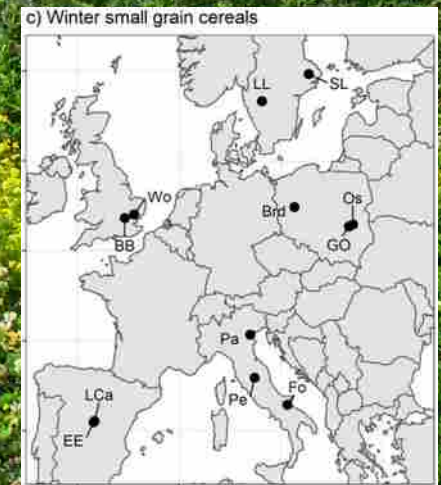 c) Winter small grain cereals
LL
SL
Wo
BB
Brd
Os
GO
Pa
Pe
Fo
LCa
EE